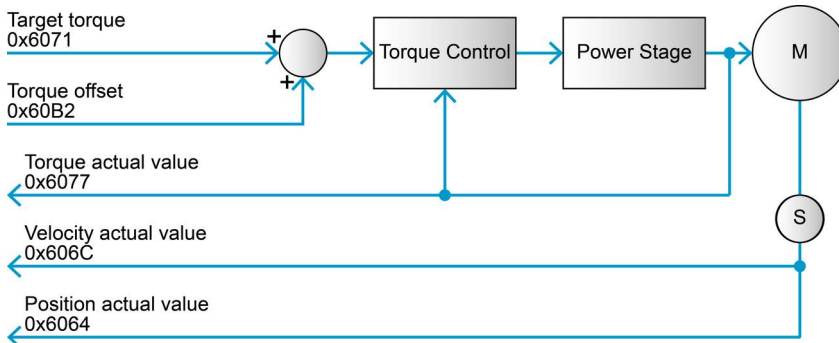 Target torque
0x6071
+
Torque Control
Power Stage
M
+
Torque offset
0x60B2
Torque actual value
0x6077
S
Velocity actual value
0x606C
Position actual value
0x6064